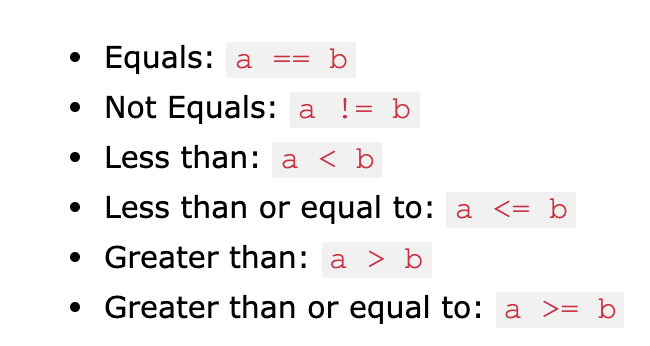 • Equals: a == b
• Not Equals: a != b
• Less than: a < b
• Less than or equal to: a <= b
• Greater than: a > b
• Greater than or equal to: a >= b